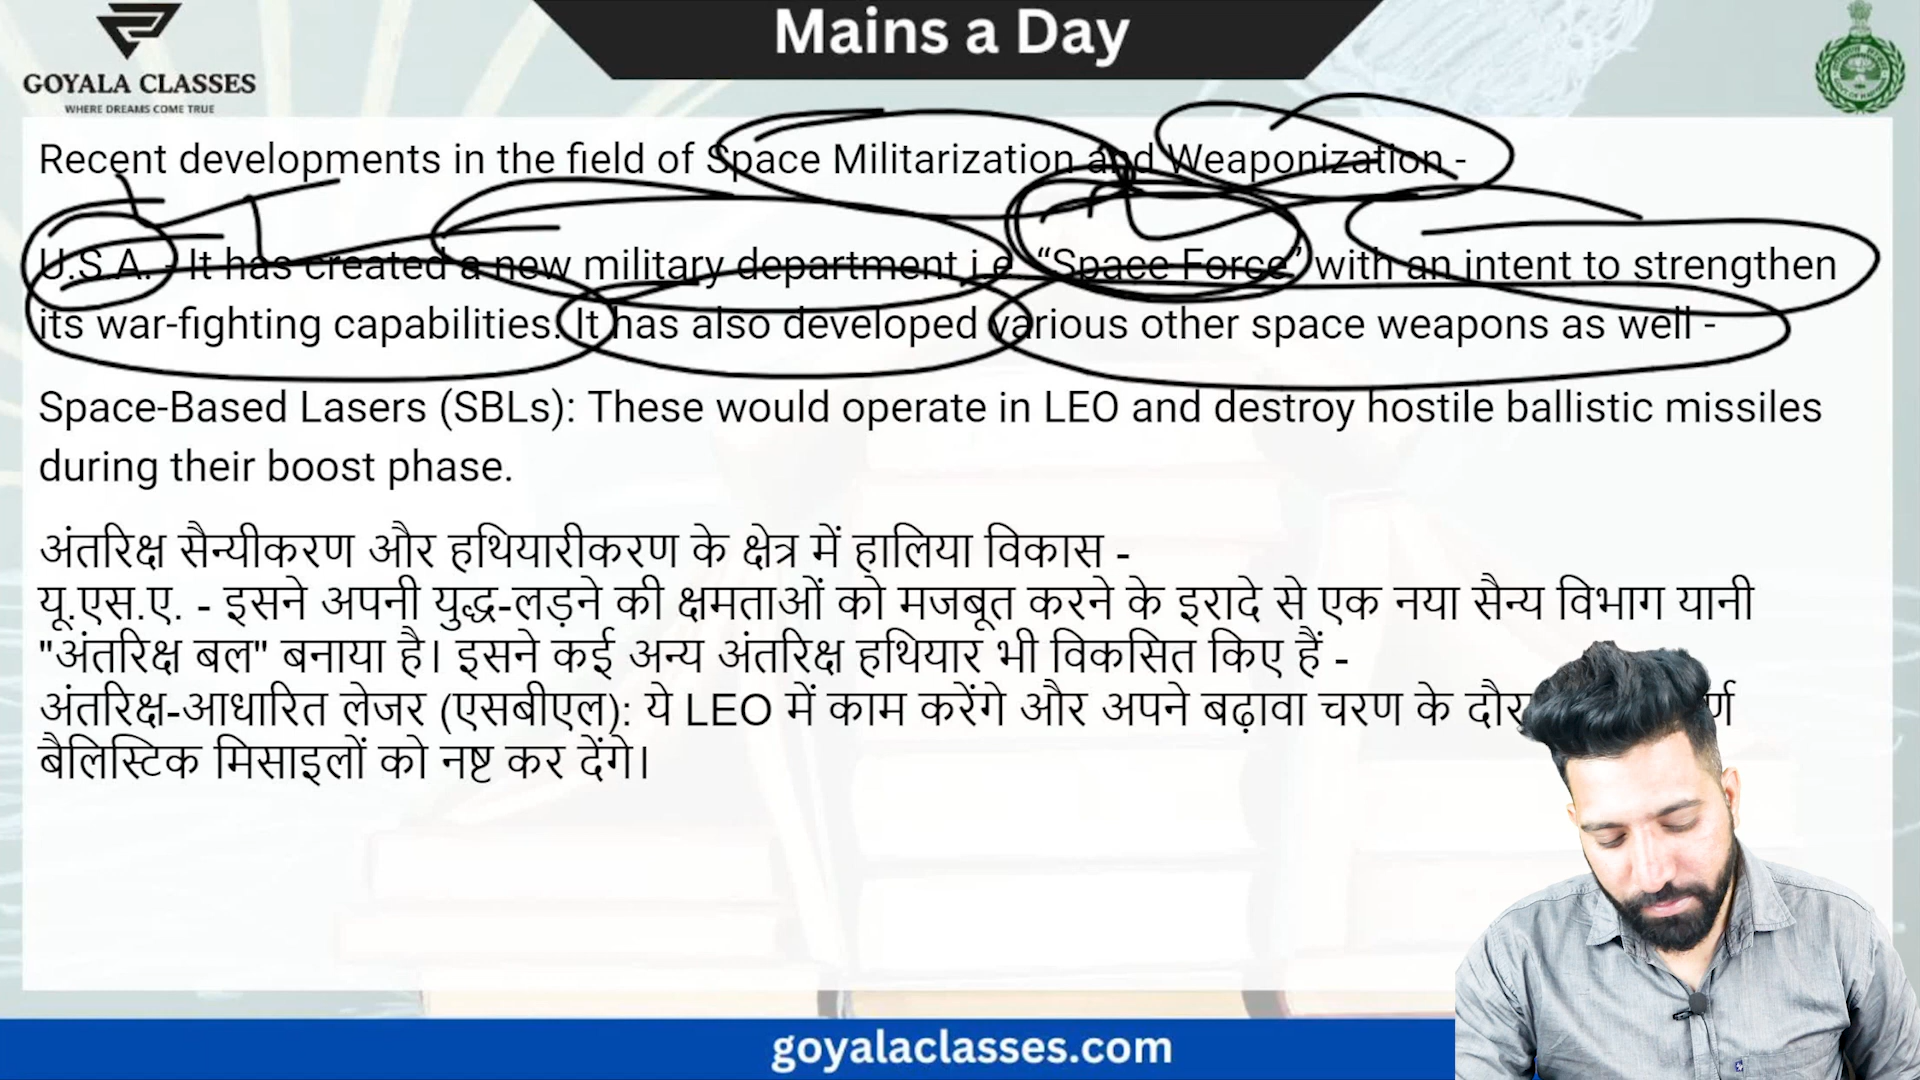 Mains a Day
GOYALA CLASSES
WHERE DREAMS COME TRUE
Recent developments in the field of Space Militarization and Weaponization -
U.S.A. - It has created a new military department i.e. “Space Force” with an intent to strengthen
its war-fighting capabilities. It has also developed various other space weapons as well -
Space-Based Lasers (SBLs): These would operate in LEO and destroy hostile ballistic missiles
during their boost phase.
अंतरिक्ष सैन्यीकरण और हथियारीकरण के क्षेत्र में हालिया विकास -
यू.एस.ए. - इसने अपनी युद्ध-लड़ने की क्षमताओं को मजबूत करने के इरादे से एक नया सैन्य विभाग यानी
"अंतरिक्ष बल" बनाया है। इसने कई अन्य अंतरिक्ष हथियार भी विकसित किए हैं -
अंतरिक्ष-आधारित लेजर (एसबीएल): ये LEO में काम करेंगे और अपने बढ़ावा चरण के
बैलिस्टिक मिसाइलों को नष्ट कर देंगे।
goyalaclasses.com